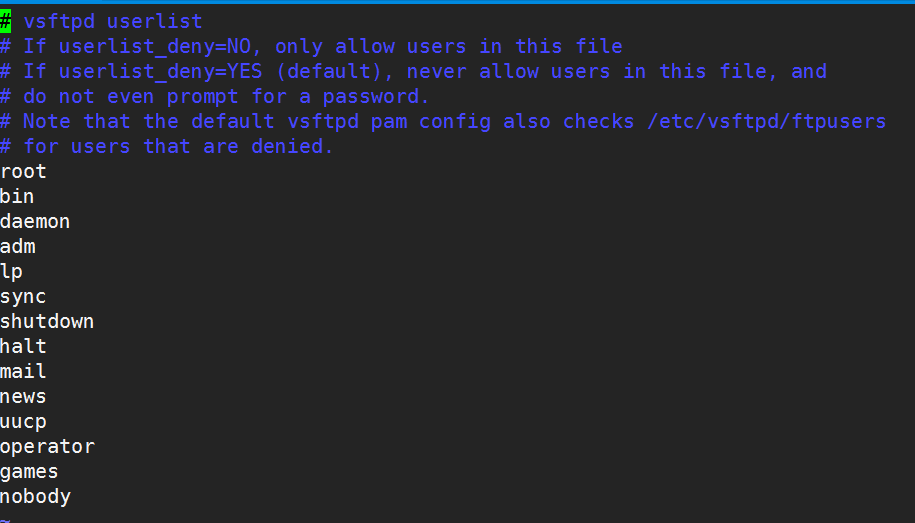 # vsftpd userlist
# If userlist_deny=NO, only allow users in this file
# If userlist_deny=YES (default), never allow users in this file, and
# do not even prompt for a password.
# Note that the default vsftpd pam config also checks /etc/vsftpd/ftpusers
# for users that are denied.
root
bin
daemon
adm
lp
sync
shutdown
halt
mail
news
uucp
operator
games
nobody
~